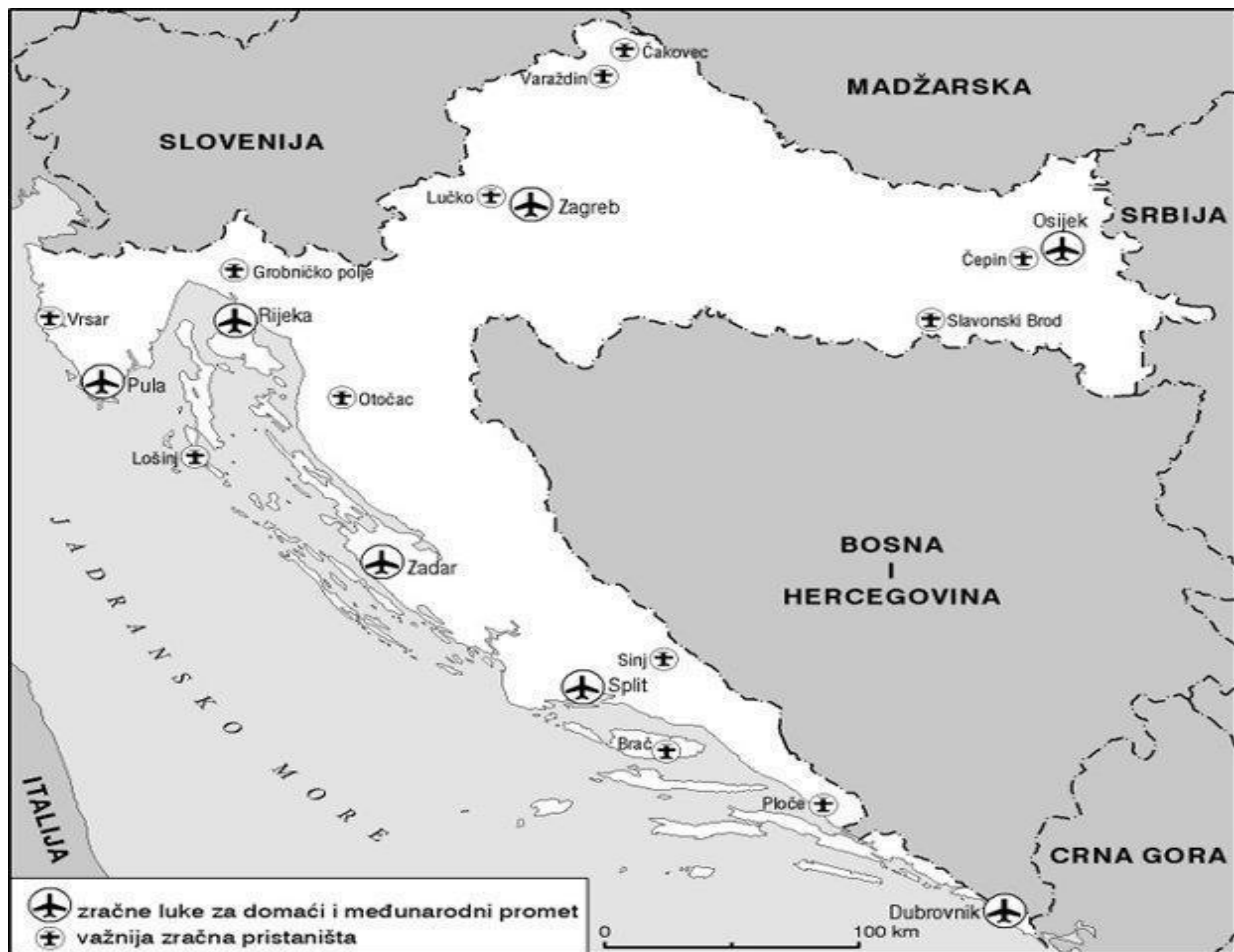 Čakovec
Varaždin
MADŽARSKA
SLOVENIJA
Lučko
Zagreb
SRBIJA
Osijek
Čepin
Grobničko polje
Vrsar
Rijeka
Slavonski Brod
Pula
Otočac
Lošinj
JADRANSKO MORE
BOSNA
I
HERCEGOVINA
Zadar
Sinj
Split
Brač
Ploče
ITALIJA
CRNA GORA
Dubrovnik
zračne luke za domaći i međunarodni promet
važnija zračna pristaništa
0 100 km